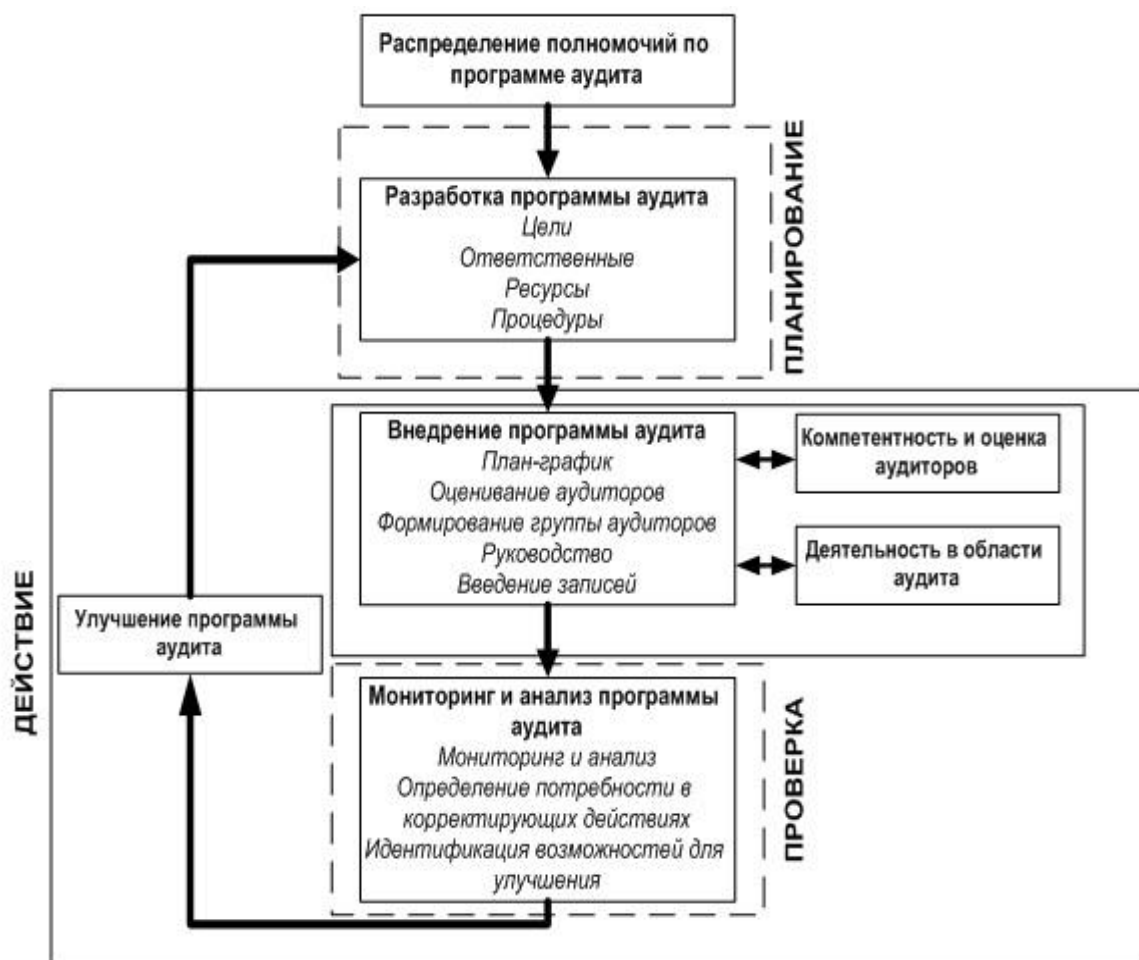 Распределение полномочий по
программе аудита
ПЛАНИРОВАНИЕ
Разработка программы аудита
Цели
Ответственные
Ресурсы
Процедуры
Внедрение программы аудита
План-график
Оценивание аудиторов
Формирование группы аудиторов
Руководство
Введение записей
Компетентность и оценка
аудиторов
Деятельность в области
аудита
ДЕЙСТВИЕ
Улучшение программы
аудита
Мониторинг и анализ программы
аудита
Мониторинг и анализ
Определение потребности в
корректирующих действиях
Идентификация возможностей для
улучшения
ПРОВЕРКА